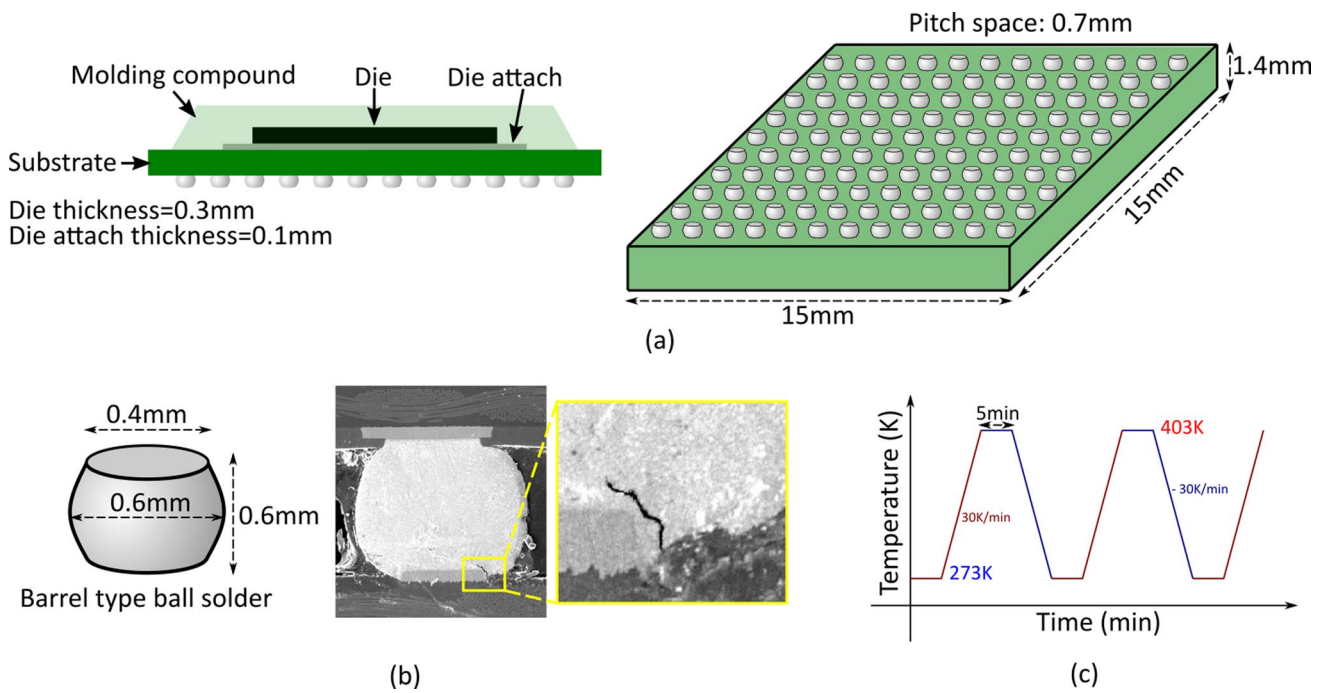 Pitch space: 0.7mm
Molding compound
Die
Die attach
1.4mm
Substrate
15mm
Die thickness=0.3mm
Die attach thickness=0.1mm
15mm
(a)
0.4mm
0.6mm
0.6mm
Barrel type ball solder
(b)
Temperature (K)
5min
403K
30K/min
- 30K/min
273K
Time (min)
(c)